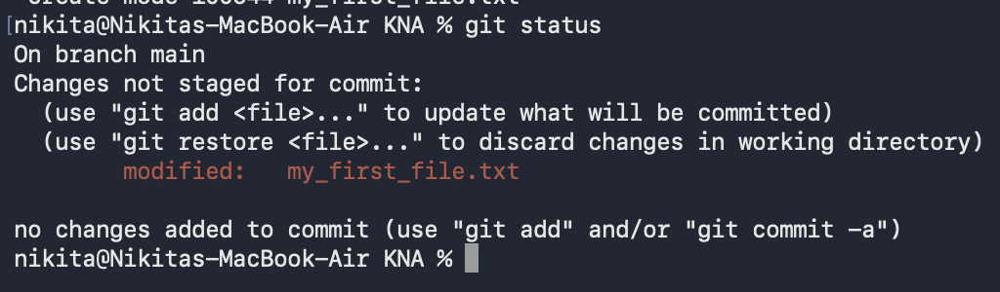 create mode 100644 my_first_file.txt
[nikita@Nikitas-MacBook-Air KNA % git status
On branch main
Changes not staged for commit:
  (use "git add <file>..." to update what will be committed)
  (use "git restore <file>..." to discard changes in working directory)
        modified:   my_first_file.txt
no changes added to commit (use "git add" and/or "git commit -a")
nikita@Nikitas-MacBook-Air KNA %